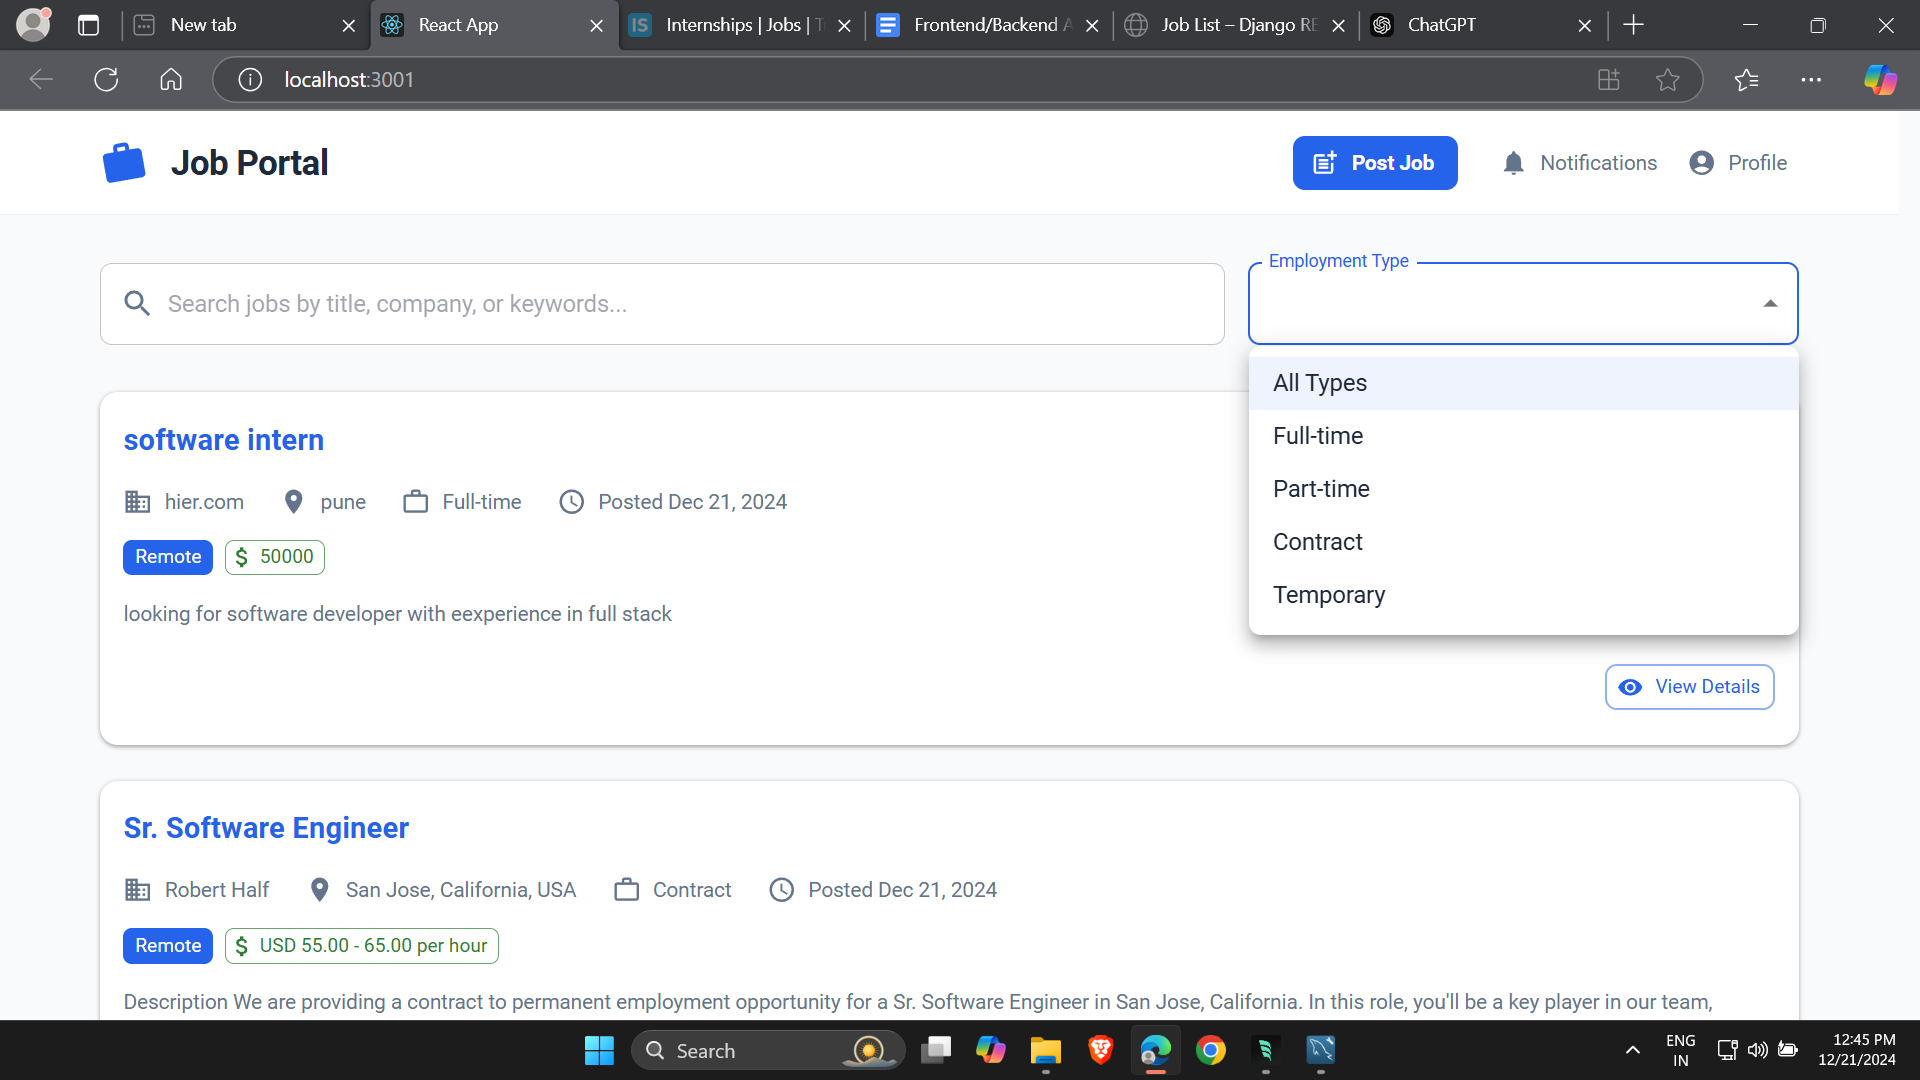 New tab
React App
Internships | Jobs | T
Frontend/Backend A
Job List – Django RE
ChatGPT
localhost:3001
Job Portal
Post Job
Notifications
Profile
Search jobs by title, company, or keywords...
Employment Type
All Types
Full-time
Part-time
Contract
Temporary
software intern
hier.com pune Full-time Posted Dec 21, 2024
Remote $ 50000
looking for software developer with eexperience in full stack
View Details
Sr. Software Engineer
Robert Half San Jose, California, USA Contract Posted Dec 21, 2024
Remote $ USD 55.00 - 65.00 per hour
Description We are providing a contract to permanent employment opportunity for a Sr. Software Engineer in San Jose, California. In this role, you'll be a key player in our team,
Search
ENG
IN
12:45 PM
12/21/2024